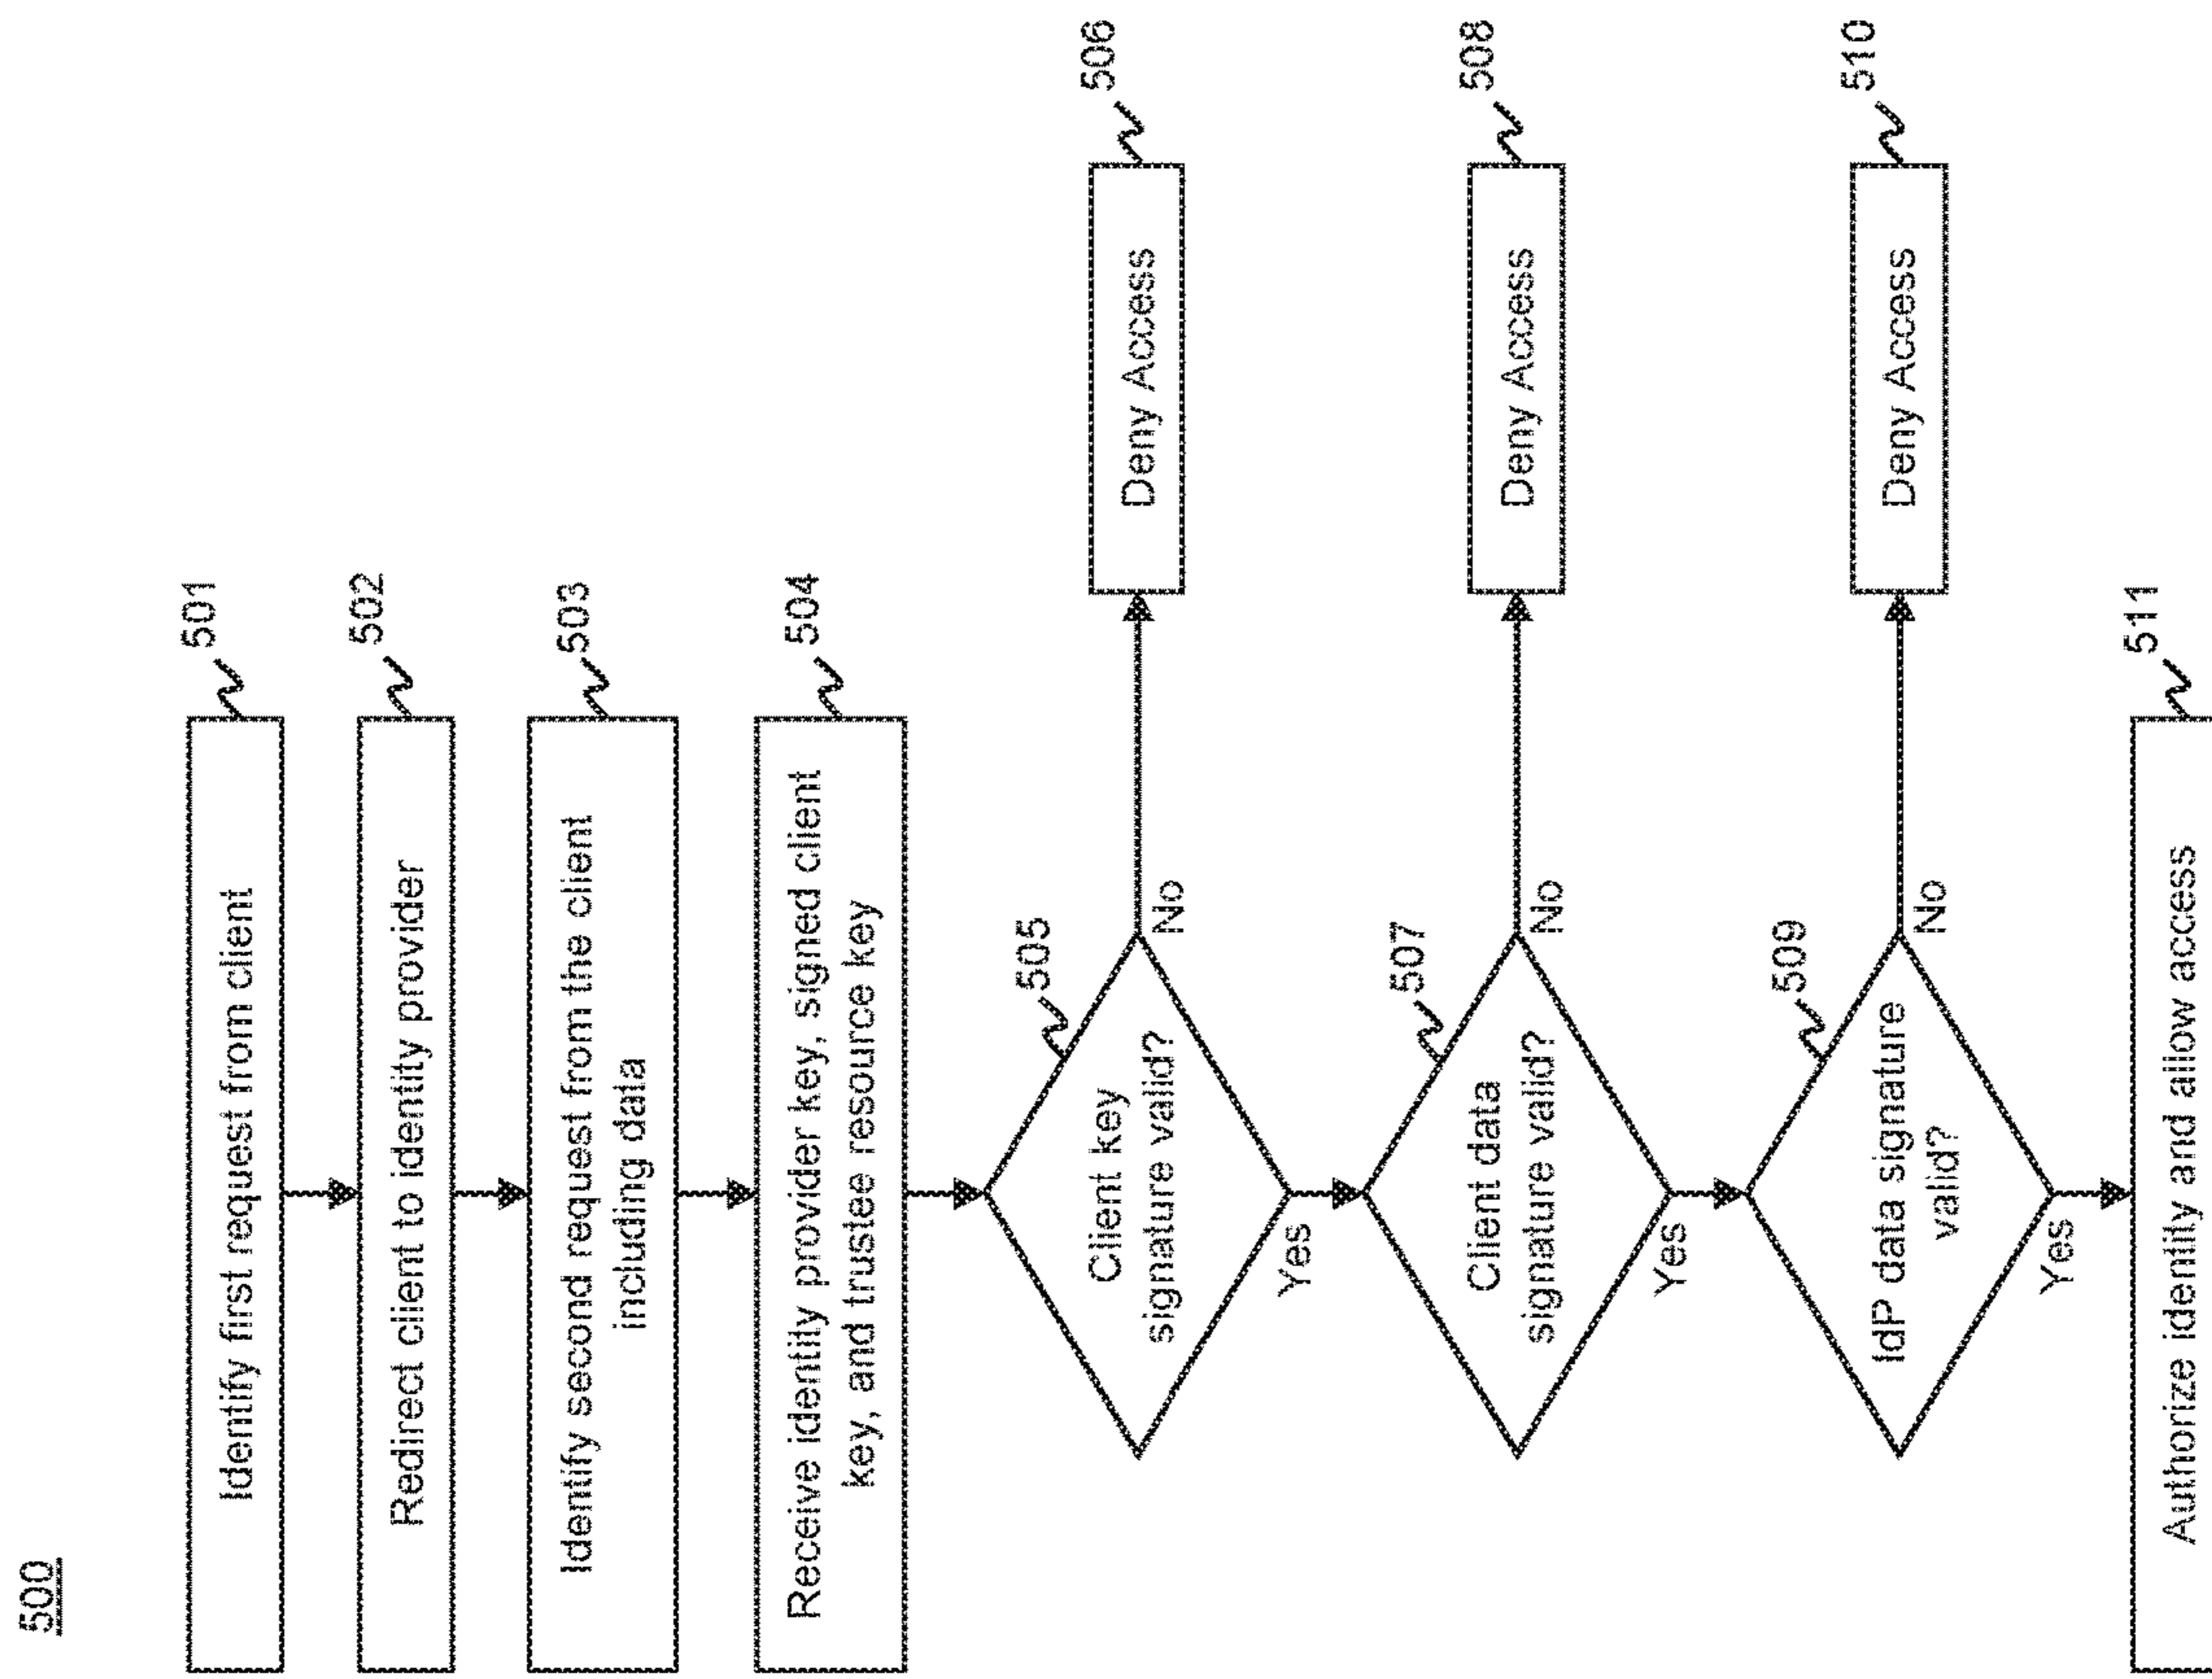 500
Identify first request from client
501
Redirect client to identity provider
502
Identify second request from the client
including data
503
Receive identity provider key, signed client
key, and trustee resource key
504
Client key
signature valid?
505
No
Deny Access
506
Yes
Client data
signature valid?
507
No
Deny Access
508
Yes
IdP data signature
valid?
509
No
Deny Access
510
Yes
Authorize identity and allow access
511